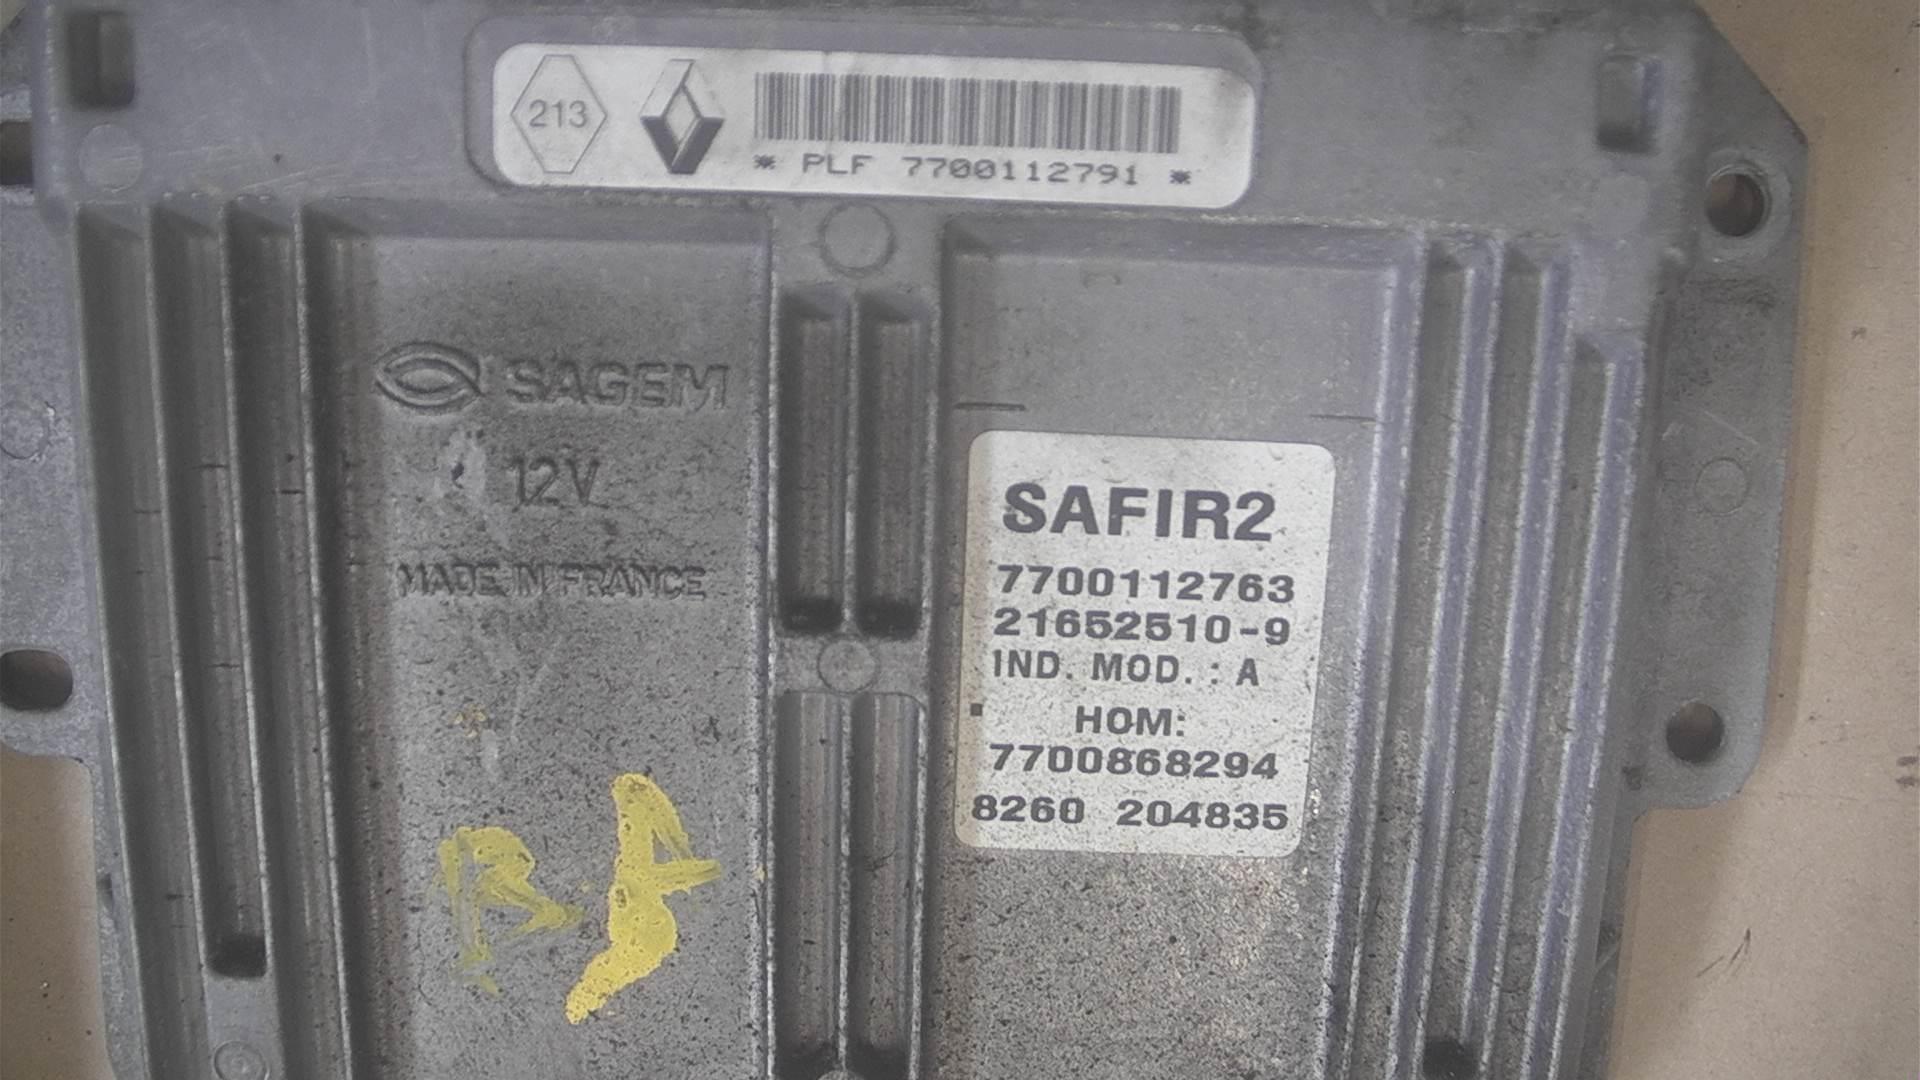 213
* PLF 7700112791 *
SAGEM
12V
MADE IN FRANCE
SAFIR2
7700112763
21652510-9
IND. MOD. : A
HOM:
7700868294
8260 204835